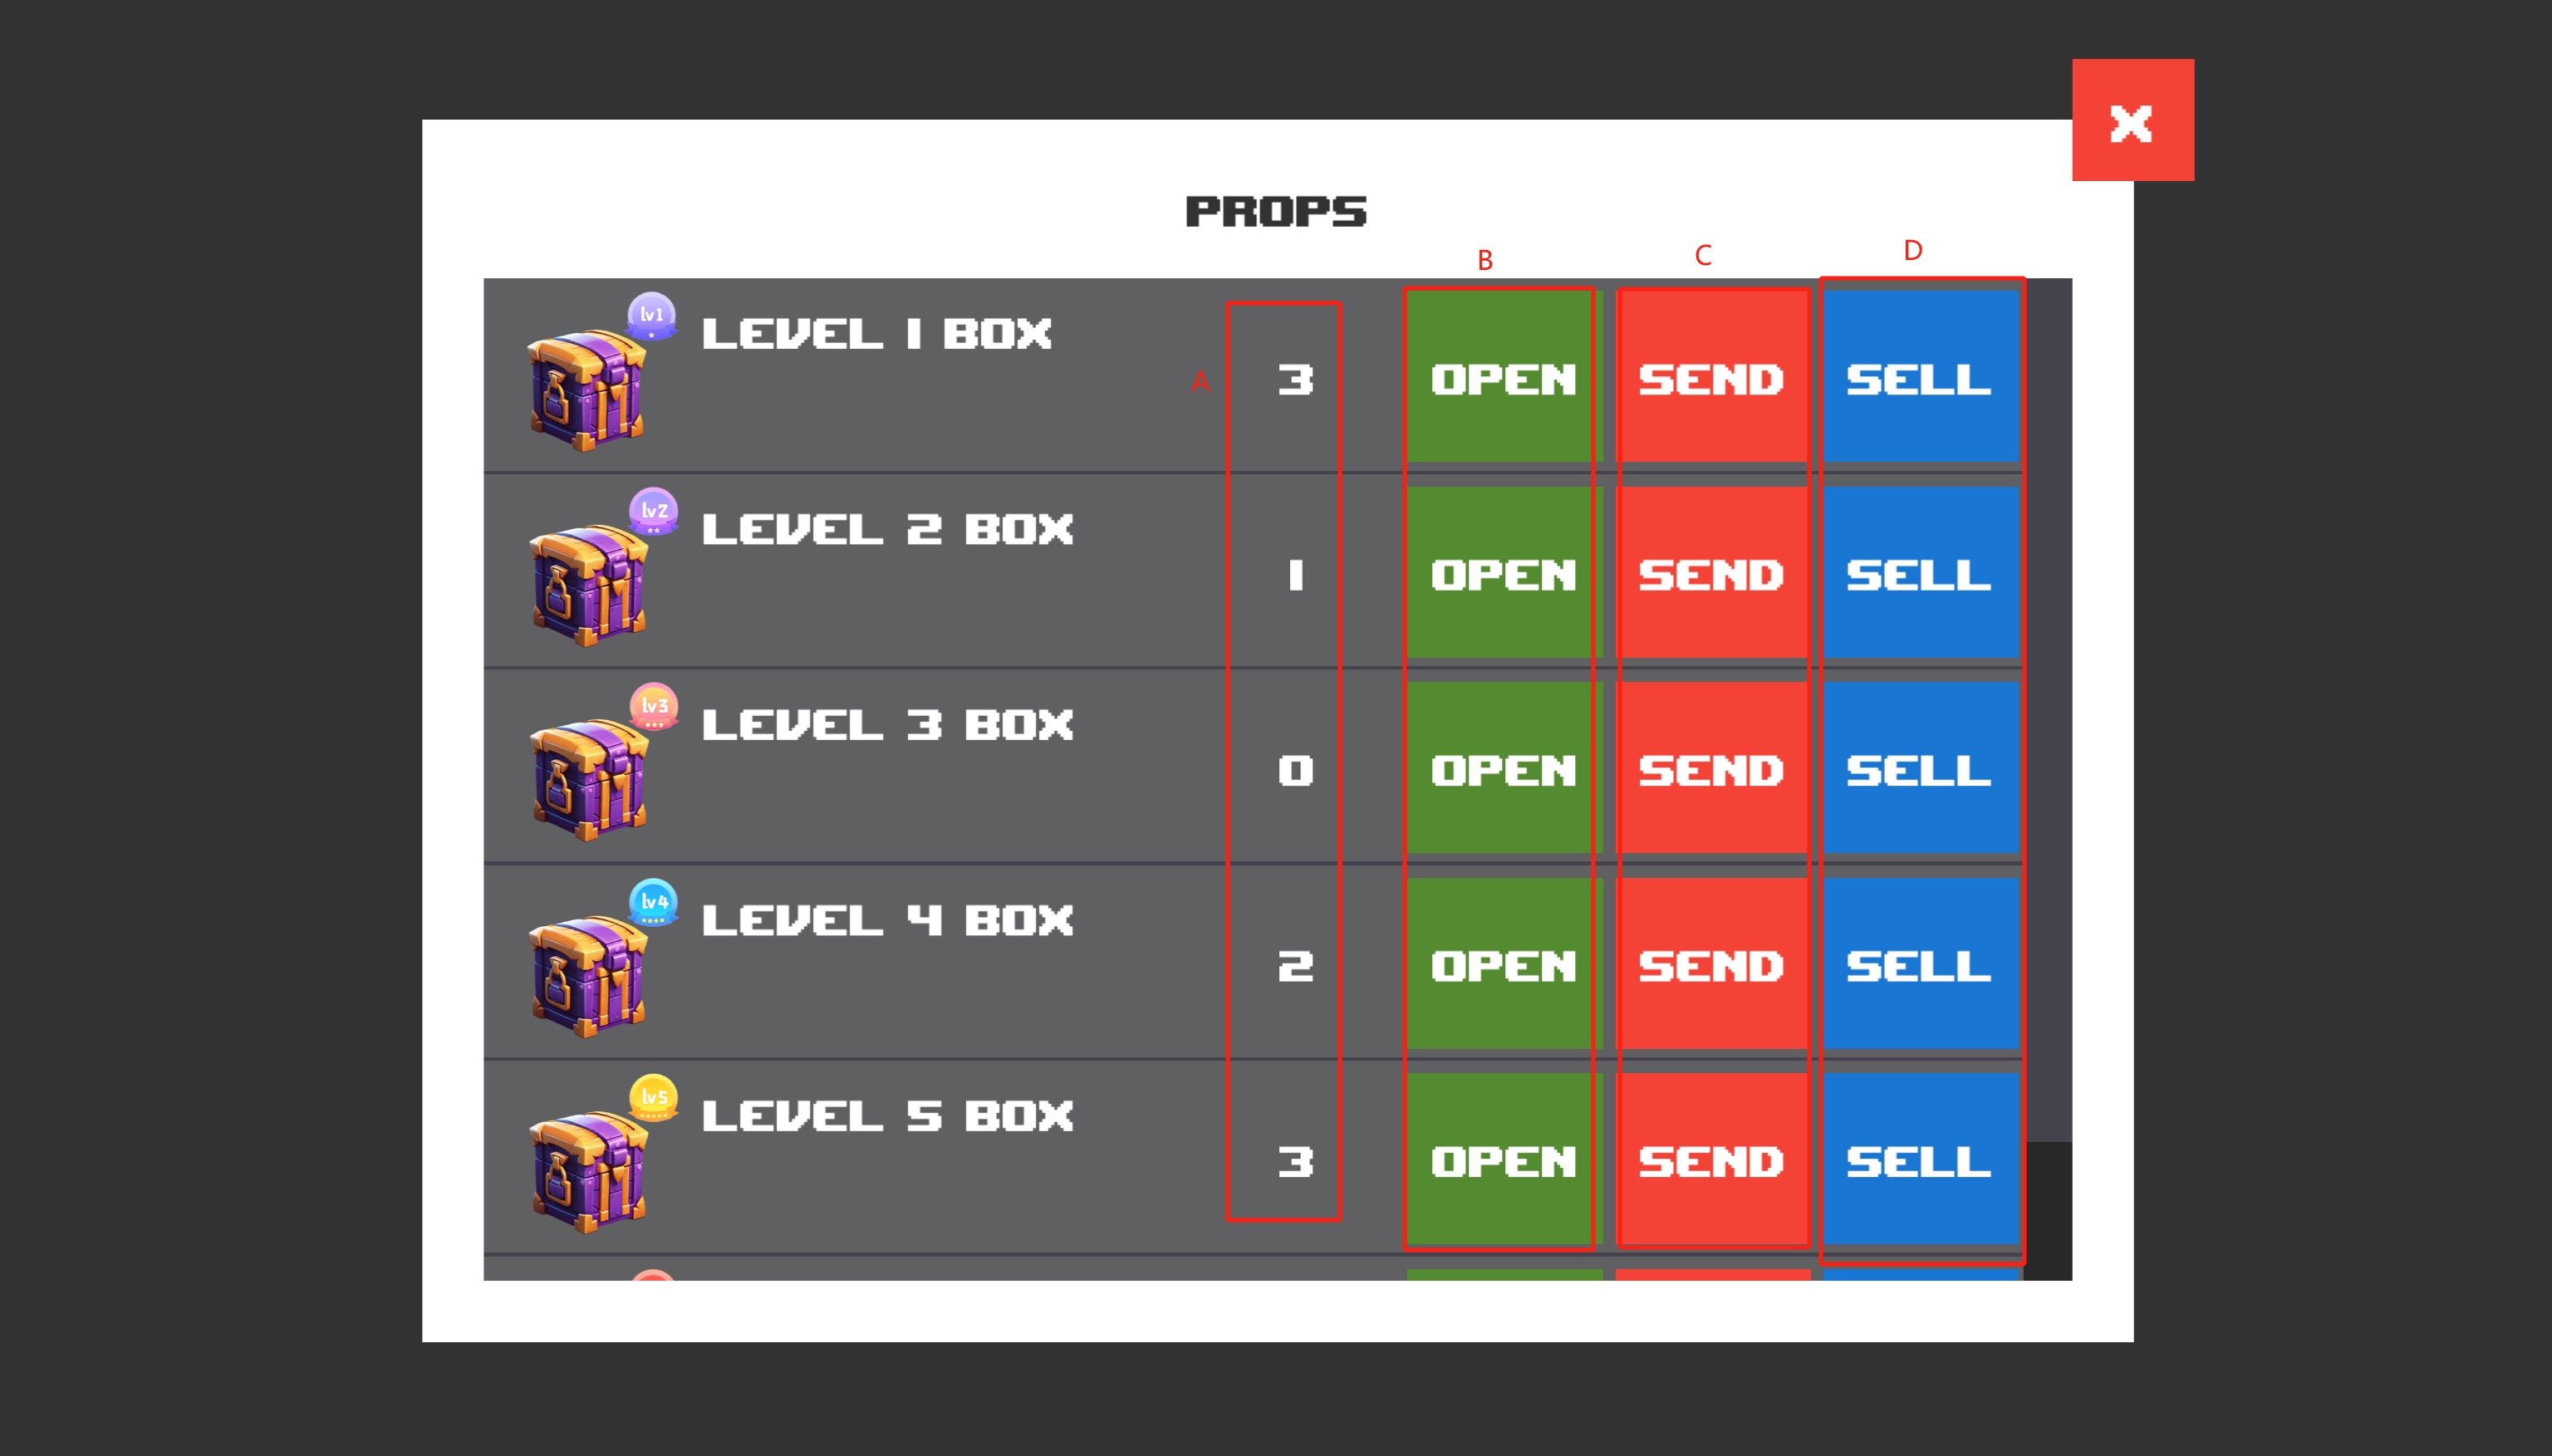 X
PROPS
B C D
A
lv1
LEVEL 1 BOX
3 OPEN SEND SELL
lv2
LEVEL 2 BOX
1 OPEN SEND SELL
lv3
LEVEL 3 BOX
0 OPEN SEND SELL
lv4
LEVEL 4 BOX
2 OPEN SEND SELL
lv5
LEVEL 5 BOX
3 OPEN SEND SELL